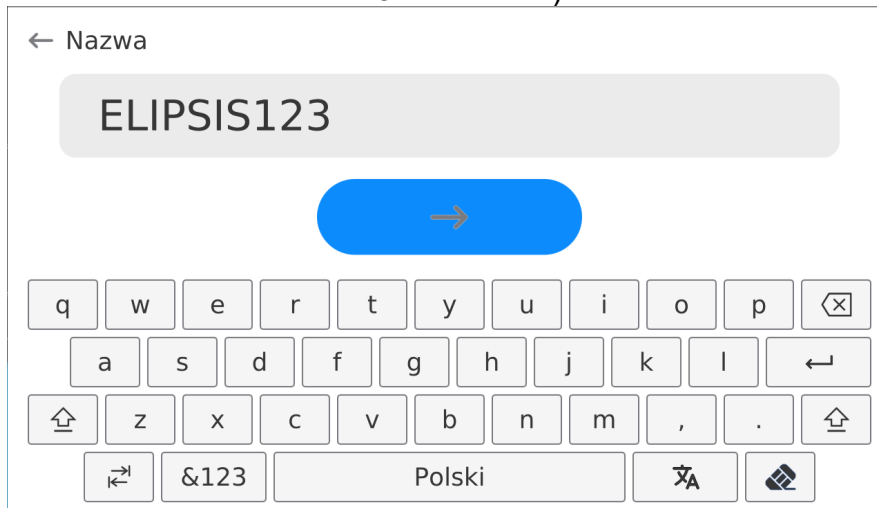 ← Nazwa
ELIPSIS123
→
q w e r t y u i o p
a s d f g h j k l
z x c v b n m , .
&123 Polski